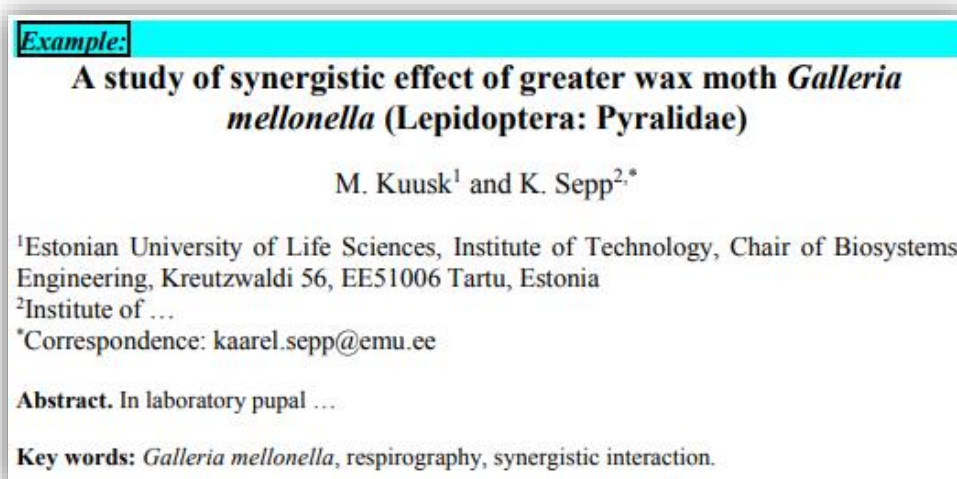 Example:
A study of synergistic effect of greater wax moth Galleria
mellonella (Lepidoptera: Pyralidae)
M. Kuusk¹ and K. Sepp²,*
¹Estonian University of Life Sciences, Institute of Technology, Chair of Biosystems
Engineering, Kreutzwaldi 56, EE51006 Tartu, Estonia
²Institute of …
*Correspondence: kaarel.sepp@emu.ee
Abstract. In laboratory pupal …
Key words: Galleria mellonella, respirography, synergistic interaction.